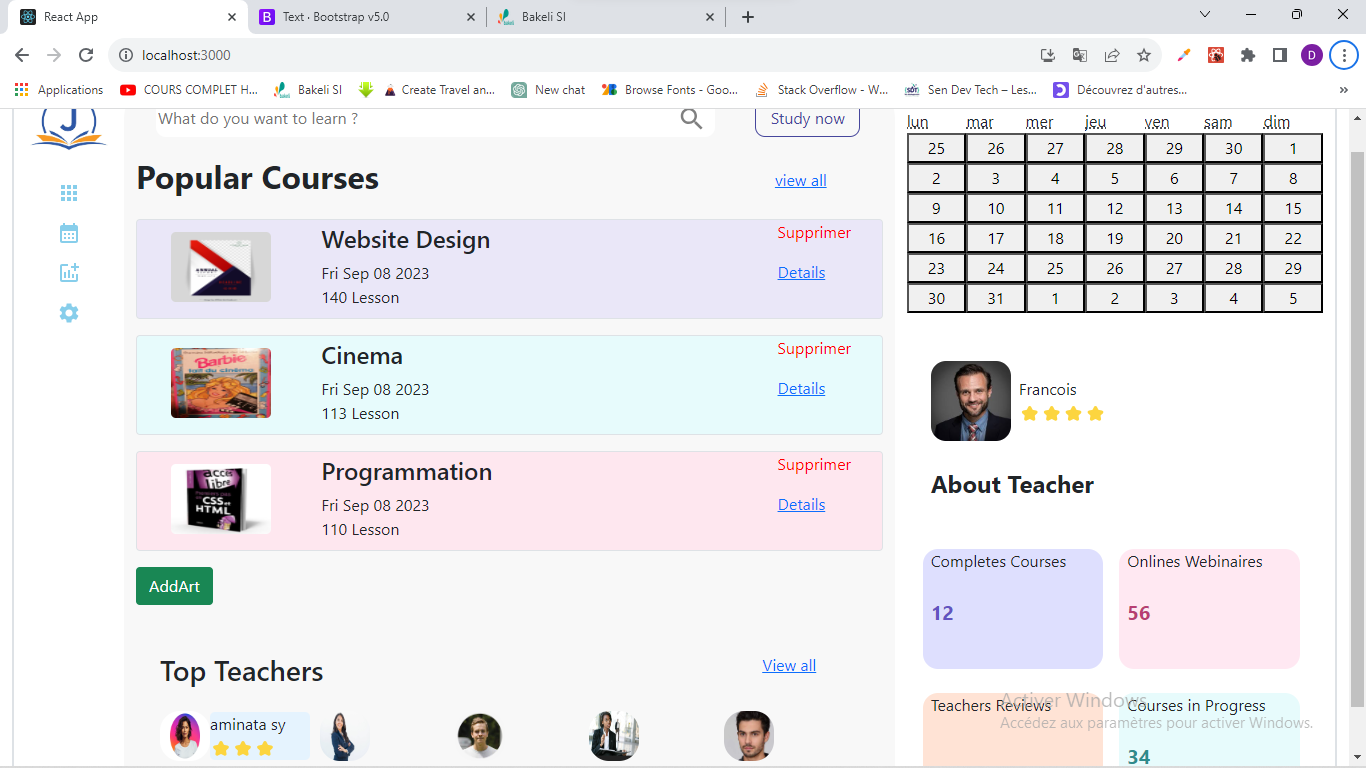 React App
Text · Bootstrap v5.0
Bakeli SI
localhost:3000
Applications
COURS COMPLET H...
Bakeli SI
Create Travel an...
New chat
Browse Fonts - Goo...
Stack Overflow - W...
Sen Dev Tech – Les...
Découvrez d'autres...
»
D
J
What do you want to learn ?
Study now
Popular Courses
view all
Website Design
Fri Sep 08 2023
140 Lesson
Supprimer
Details
Cinema
Fri Sep 08 2023
113 Lesson
Supprimer
Details
Barbie
Programmation
Fri Sep 08 2023
110 Lesson
Supprimer
Details
libre
CSS et
HTML
AddArt
Top Teachers
View all
aminata sy
lun mar mer jeu ven sam dim
25 26 27 28 29 30 1
2 3 4 5 6 7 8
9 10 11 12 13 14 15
16 17 18 19 20 21 22
23 24 25 26 27 28 29
30 31 1 2 3 4 5
Francois
About Teacher
Completes Courses
12
Onlines Webinaires
56
Teachers Reviews
Courses in Progress
34
Activer Windows
Accédez aux paramètres pour activer Windows.